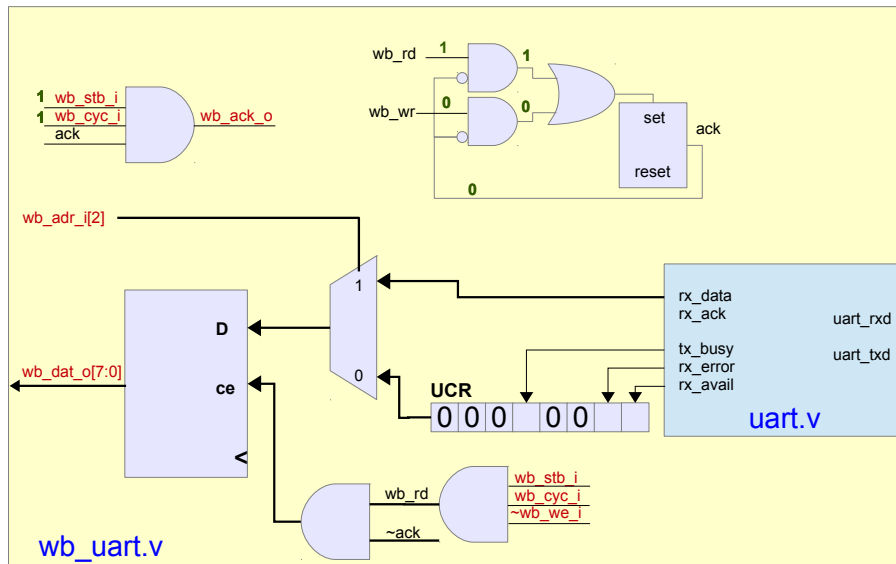 wb_rd 1 1
1 wb_stb_i
1 wb_cyc_i wb_ack_o
ack
wb_wr 0 0
set ack
reset
0
wb_adr_i[2]
1
rx_data
rx_ack
uart_rxd
D
tx_busy uart_txd
rx_error
rx_avail
wb_dat_o[7:0]
ce
0
UCR
0 0 0 0 0
uart.v
<
wb_stb_i
wb_rd wb_cyc_i
~wb_we_i
~ack
wb_uart.v